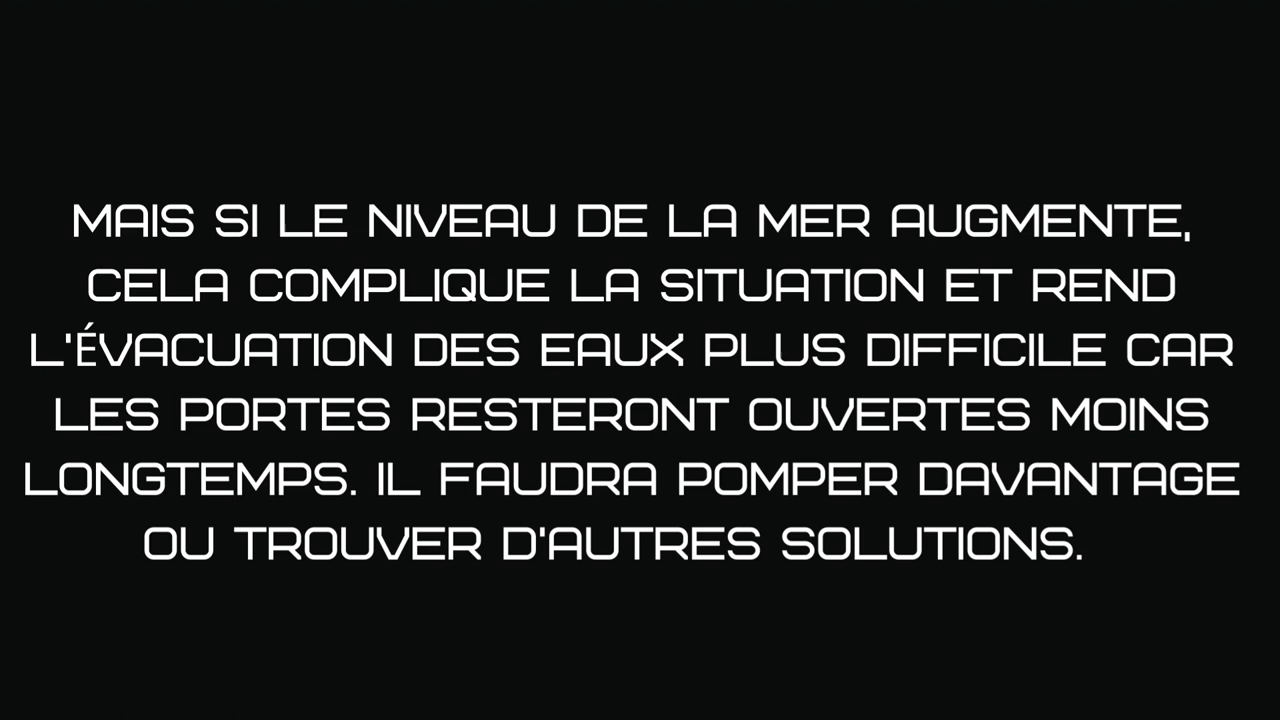 MAIS SI LE NIVEAU DE LA MER AUGMENTE,
CELA COMPLIQUE LA SITUATION ET REND
L'ÉVACUATION DES EAUX PLUS DIFFICILE CAR
LES PORTES RESTERONT OUVERTES MOINS
LONGTEMPS. IL FAUDRA POMPER DAVANTAGE
OU TROUVER D'AUTRES SOLUTIONS.